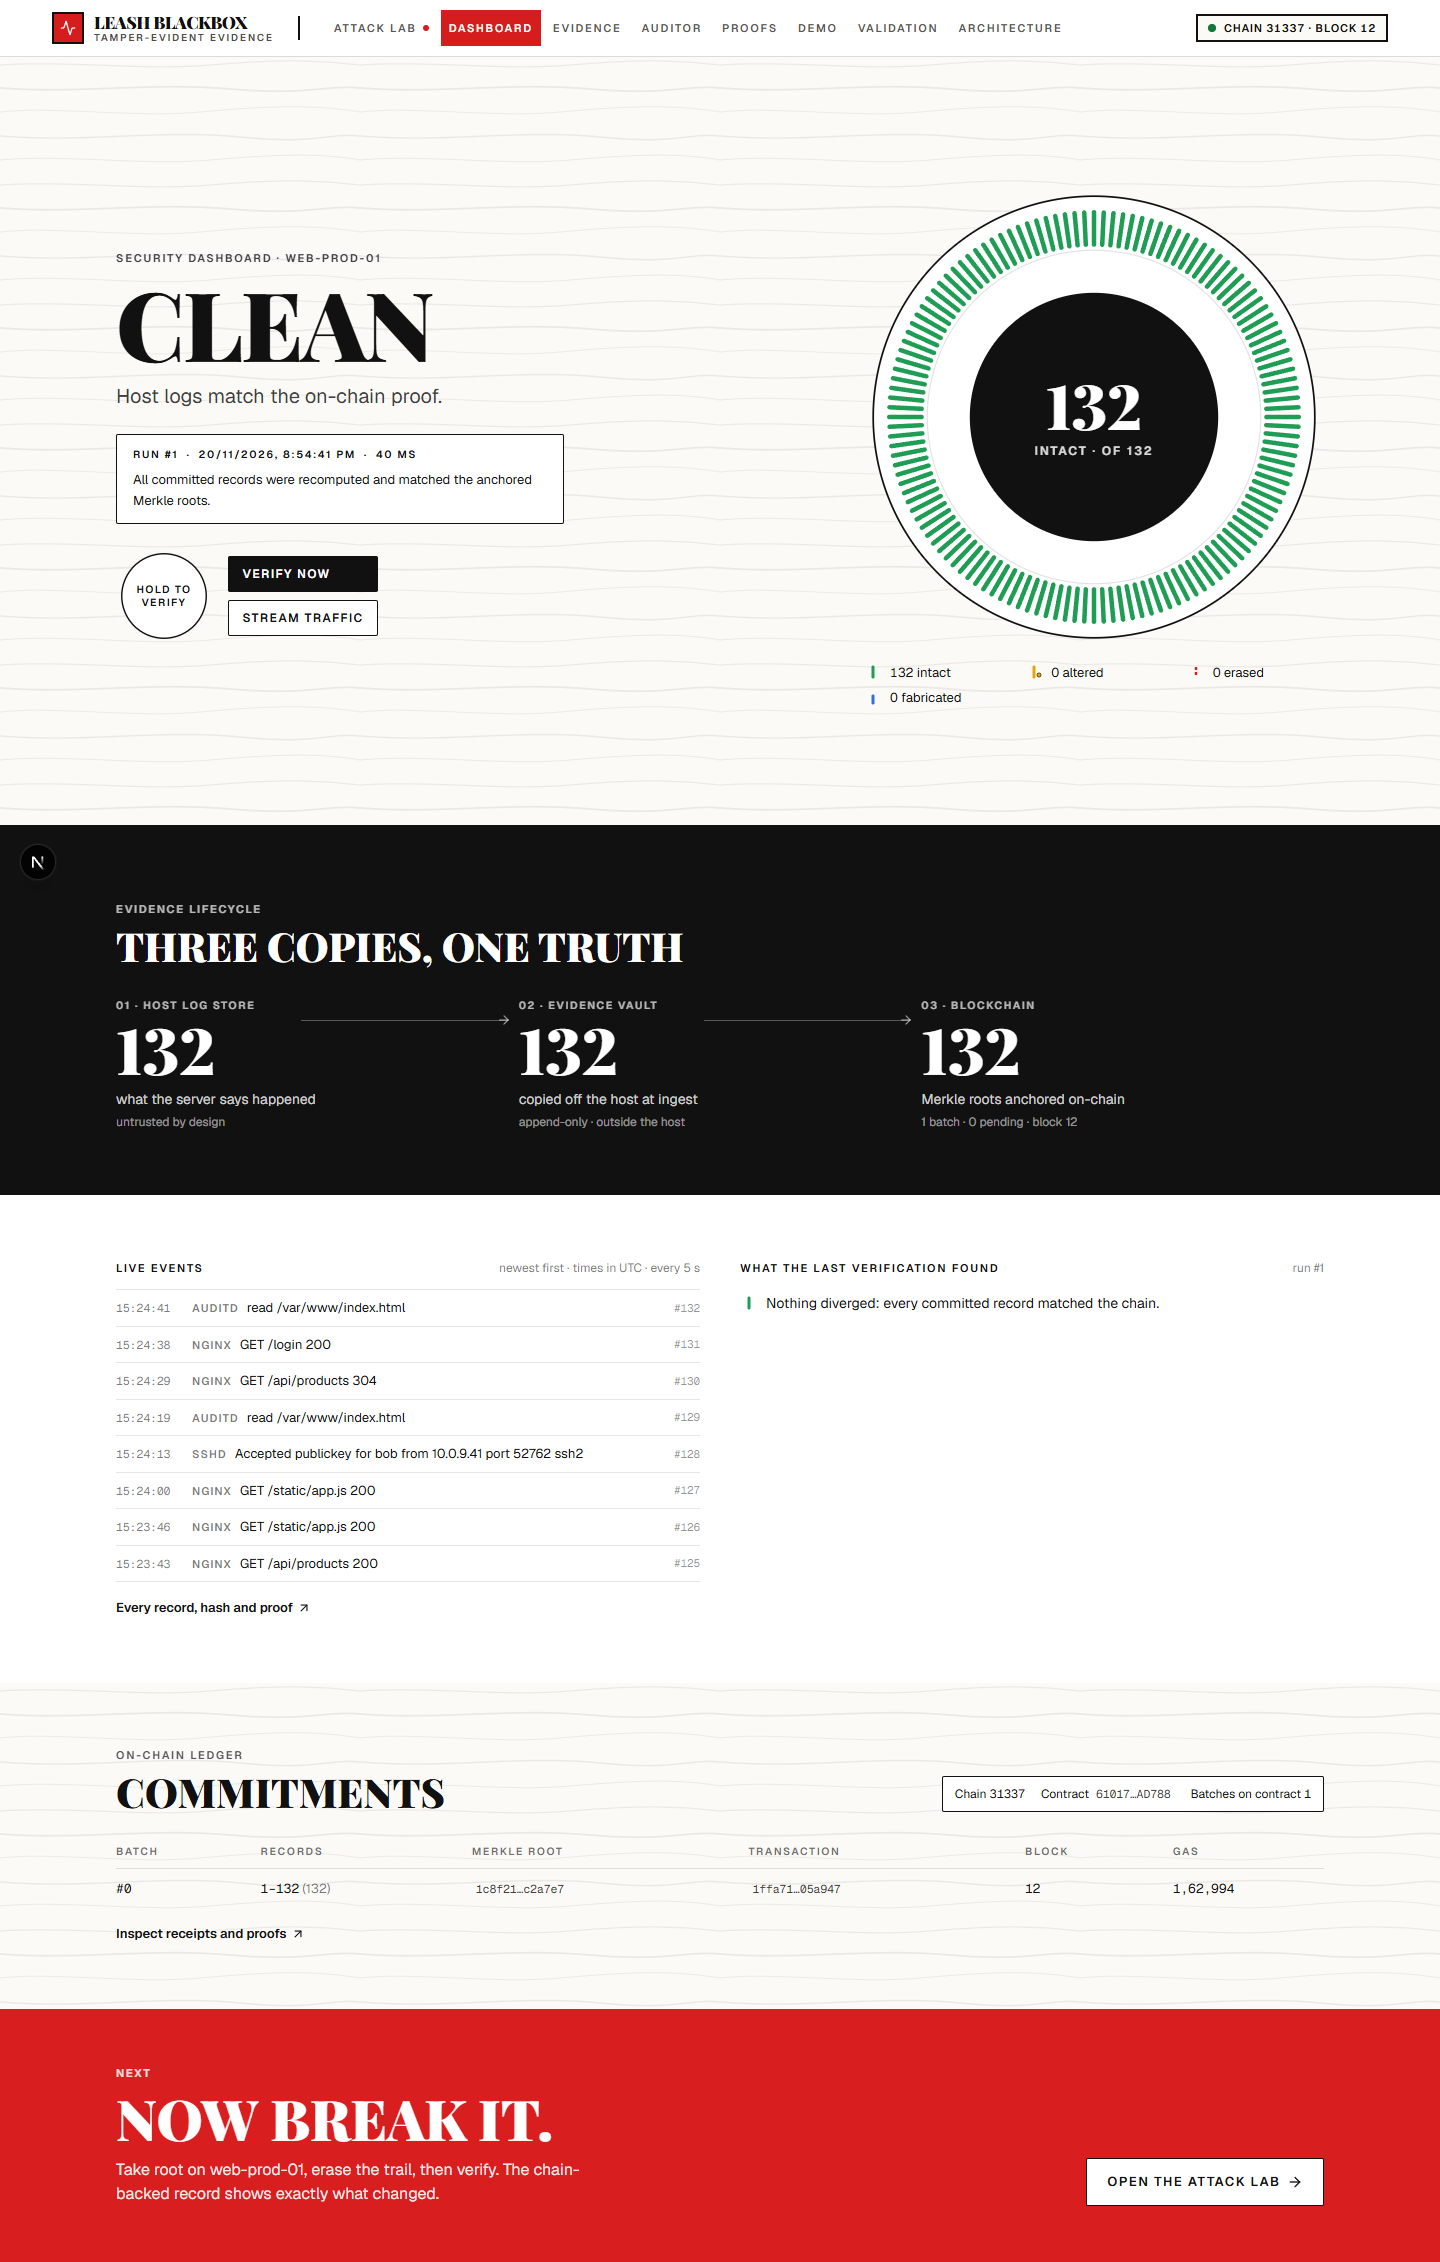 LEASH BLACKBOX
TAMPER-EVIDENT EVIDENCE
ATTACK LAB
DASHBOARD
EVIDENCE
AUDITOR
PROOFS
DEMO
VALIDATION
ARCHITECTURE
CHAIN 31337 · BLOCK 12
SECURITY DASHBOARD · WEB-PROD-01
CLEAN
Host logs match the on-chain proof.
RUN #1 · 20/11/2026, 8:54:41 PM · 40 MS
All committed records were recomputed and matched the anchored
Merkle roots.
HOLD TO
VERIFY
VERIFY NOW
STREAM TRAFFIC
132
INTACT · OF 132
132 intact
0 altered
0 erased
0 fabricated
N
EVIDENCE LIFECYCLE
THREE COPIES, ONE TRUTH
01 · HOST LOG STORE
132
what the server says happened
untrusted by design
02 · EVIDENCE VAULT
132
copied off the host at ingest
append-only · outside the host
03 · BLOCKCHAIN
132
Merkle roots anchored on-chain
1 batch · 0 pending · block 12
LIVE EVENTS
newest first · times in UTC · every 5 s
15:24:41 AUDITD read /var/www/index.html #132
15:24:38 NGINX GET /login 200 #131
15:24:29 NGINX GET /api/products 304 #130
15:24:19 AUDITD read /var/www/index.html #129
15:24:13 SSHD Accepted publickey for bob from 10.0.9.41 port 52762 ssh2 #128
15:24:00 NGINX GET /static/app.js 200 #127
15:23:46 NGINX GET /static/app.js 200 #126
15:23:43 NGINX GET /api/products 200 #125
Every record, hash and proof
WHAT THE LAST VERIFICATION FOUND
run #1
Nothing diverged: every committed record matched the chain.
ON-CHAIN LEDGER
COMMITMENTS
Chain 31337 Contract 61017…AD788 Batches on contract 1
BATCH RECORDS MERKLE ROOT TRANSACTION BLOCK GAS
#0 1–132 (132) 1c8f21…c2a7e7 1ffa71…05a947 12 1,62,994
Inspect receipts and proofs
NEXT
NOW BREAK IT.
Take root on web-prod-01, erase the trail, then verify. The chain-
backed record shows exactly what changed.
OPEN THE ATTACK LAB